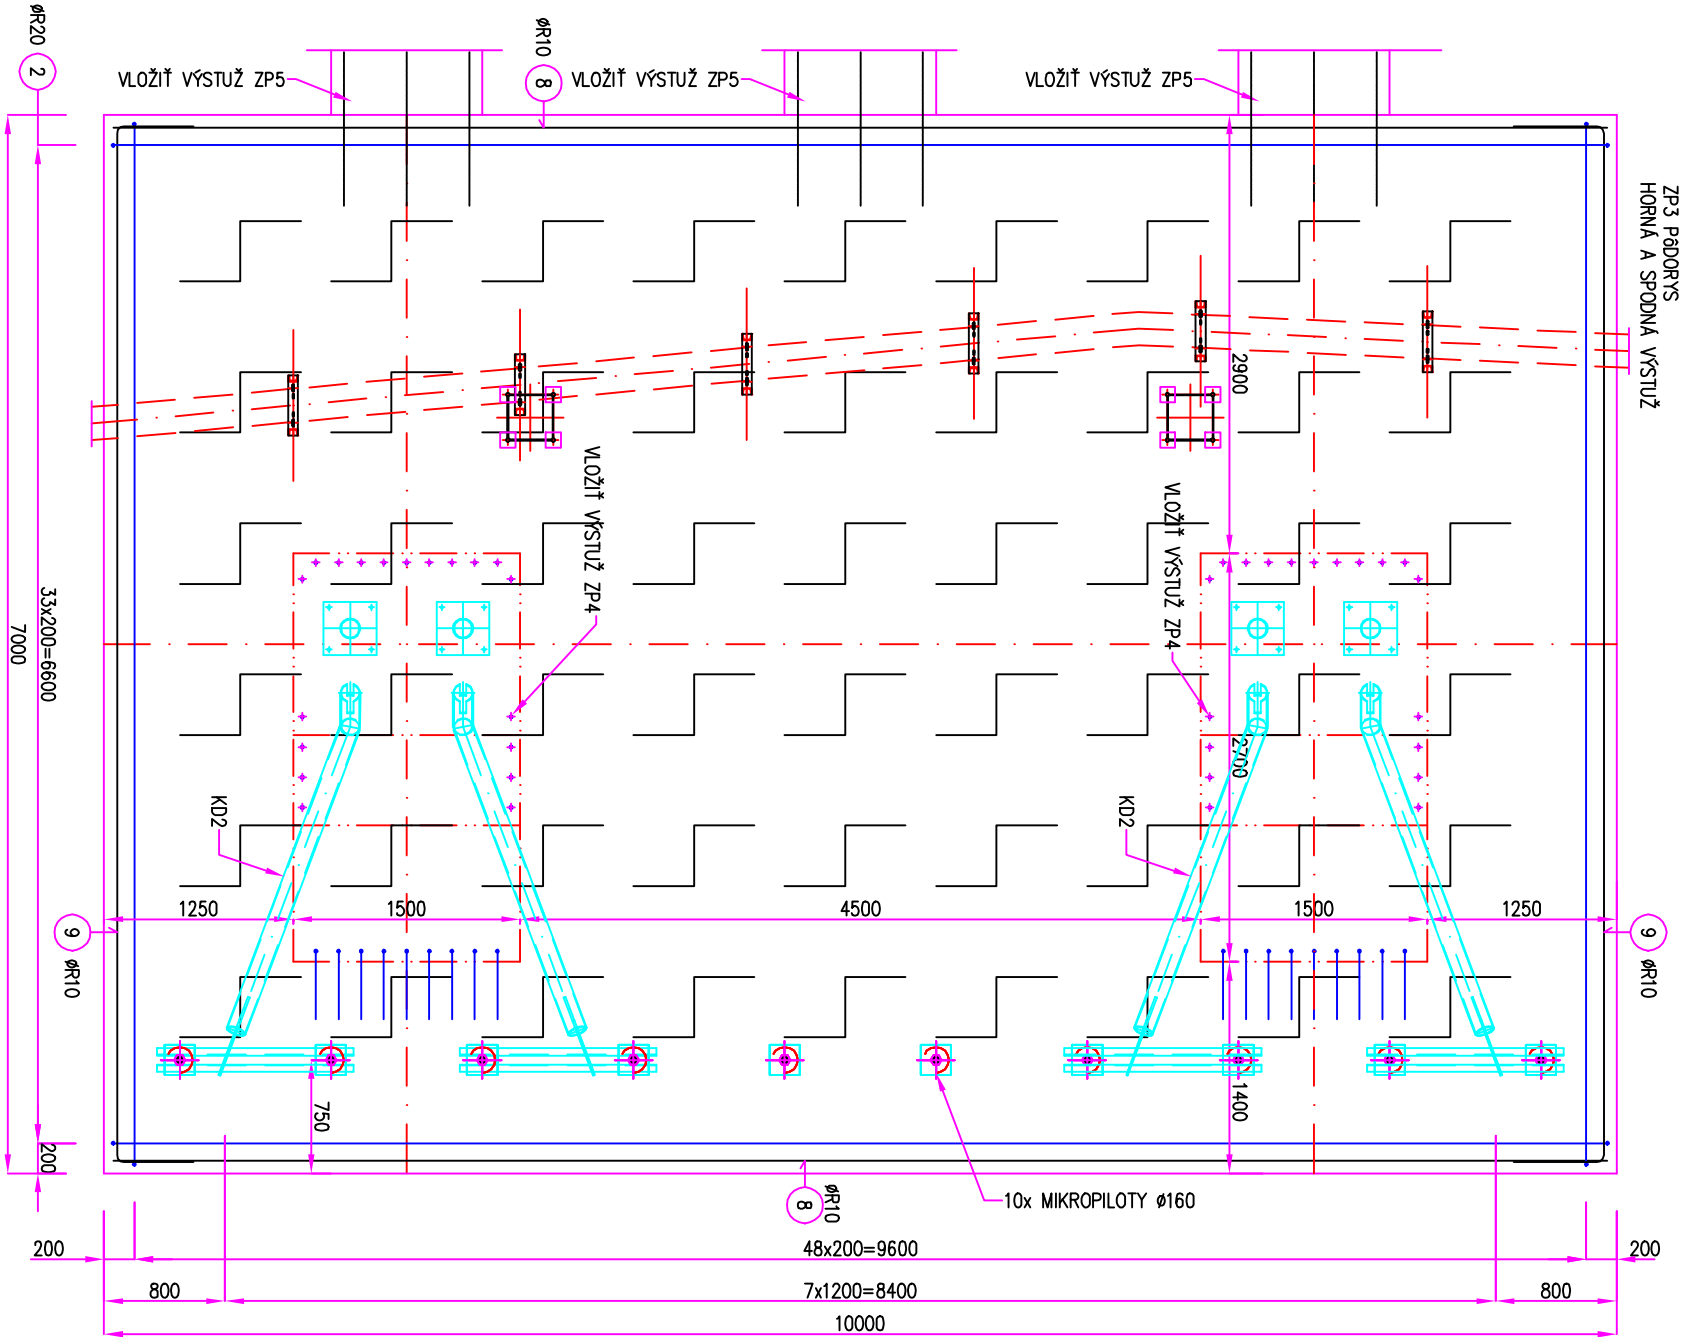 øR20
2
VLOŽIŤ VÝSTUŽ ZP5
øR10
8
VLOŽIŤ VÝSTUŽ ZP5
VLOŽIŤ VÝSTUŽ ZP5
ZP3 PôDORYS
HORNÁ A SPODNÁ VÝSTUŽ
2900
VLOŽIŤ VÝSTUŽ ZP4
VLOŽIŤ VÝSTUŽ ZP4
33x200=6600
7000
2700
KD2
KD2
1250
1500
4500
1500
1250
9
øR10
9
øR10
750
1400
200
10x MIKROPILOTY ø160
øR10
8
200
48x200=9600
200
800
7x1200=8400
800
10000